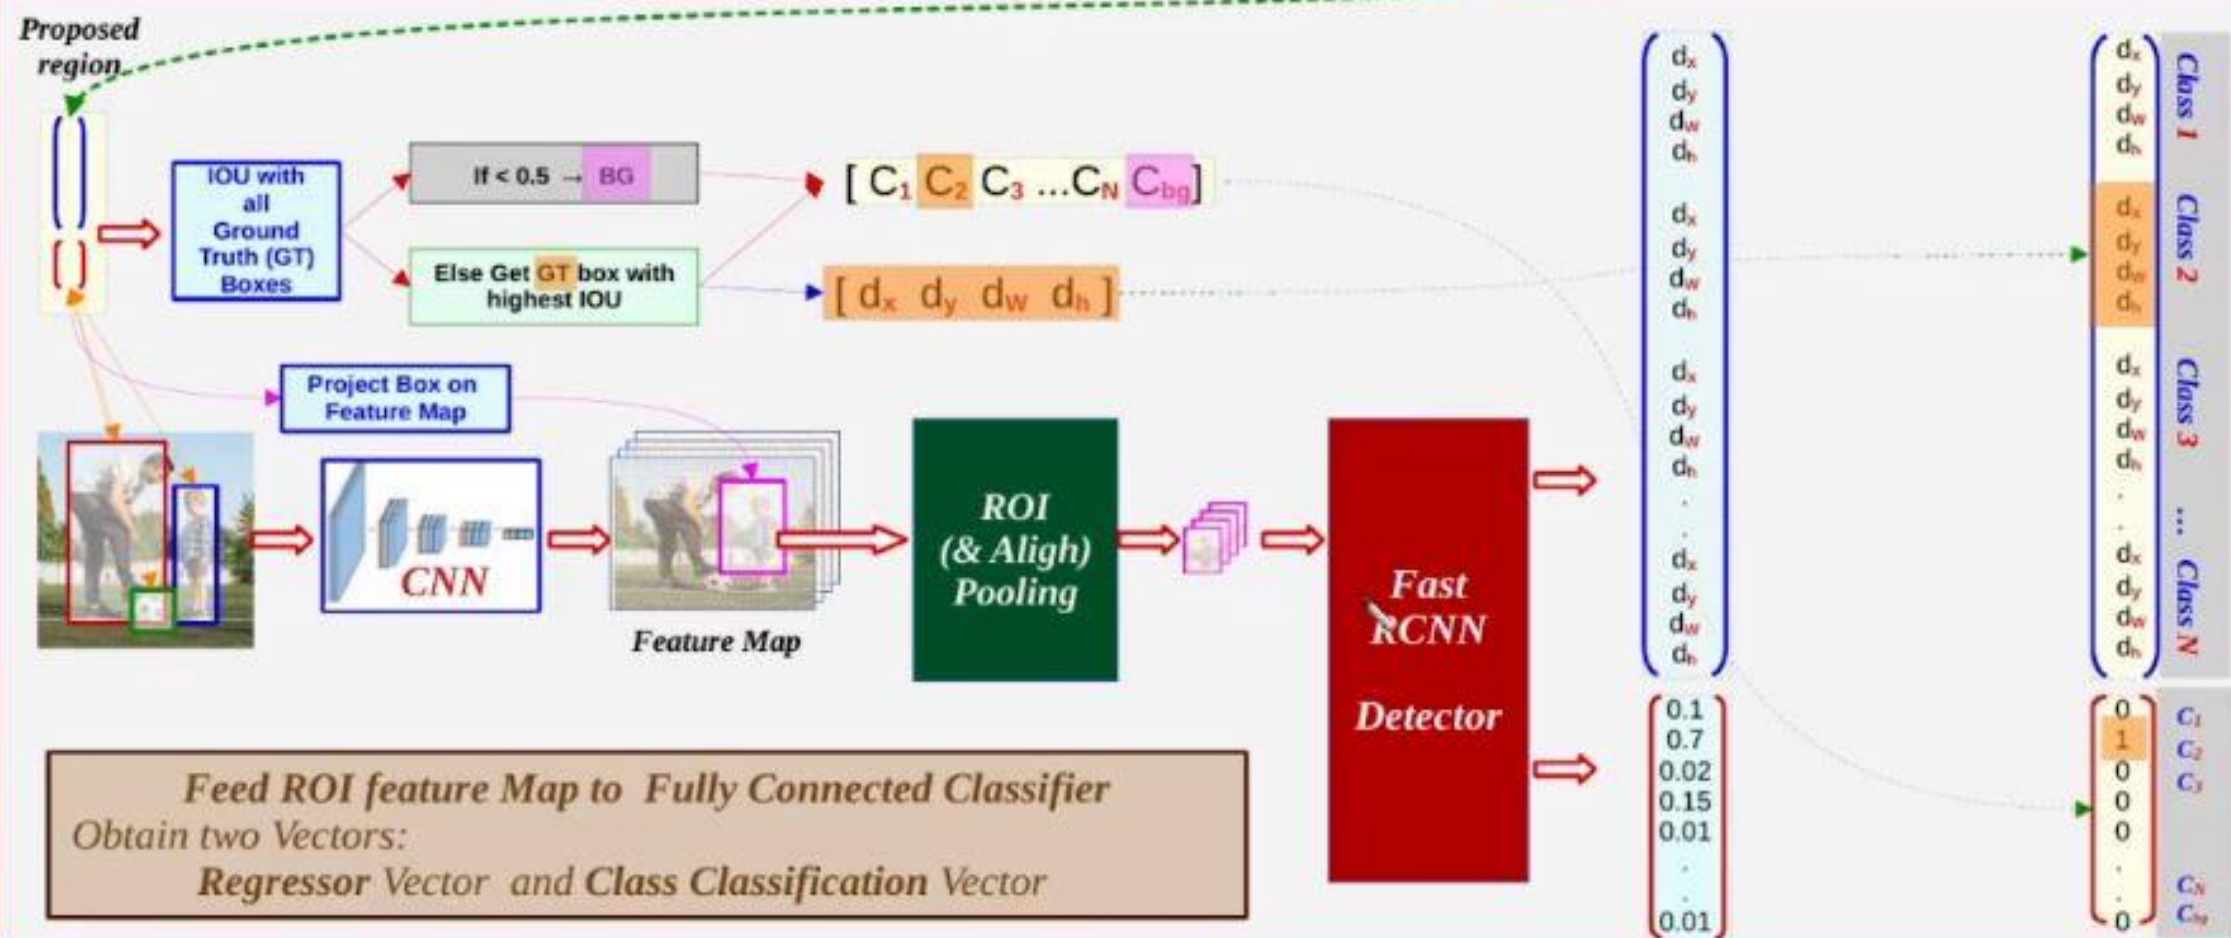 Proposed
region
IOU with
all
Ground
Truth (GT)
Boxes
If < 0.5 → BG
Else Get GT box with
highest IOU
[ C1 C2 C3 ...CN Cbg]
[ dx dy dw dh ]
Project Box on
Feature Map
CNN
Feature Map
ROI
(& Aligh)
Pooling
Fast
RCNN
Detector
Feed ROI feature Map to Fully Connected Classifier
Obtain two Vectors:
Regressor Vector and Class Classification Vector
dx
dy
dw
dh
dx
dy
dw
dh
dx
dy
dw
dh
.
.
dx
dy
dw
dh
0.1
0.7
0.02
0.15
0.01
.
.
0.01
dx
dy
dw
dh
dx
dy
dw
dh
dx
dy
dw
dh
.
.
dx
dy
dw
dh
Class 1
Class 2
Class 3
...
Class N
0
1
0
0
0
.
.
0
C1
C2
C3
CN
Cbg